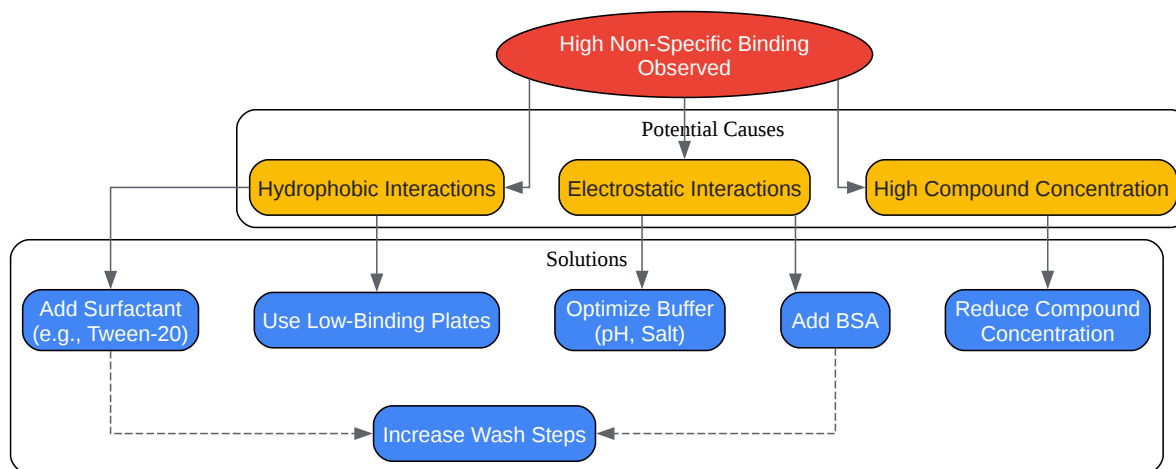 High Non-Specific Binding
Observed
Potential Causes
Hydrophobic Interactions
Electrostatic Interactions
High Compound Concentration
Solutions
Add Surfactant
(e.g., Tween-20)
Use Low-Binding Plates
Optimize Buffer
(pH, Salt)
Add BSA
Reduce Compound
Concentration
Increase Wash Steps